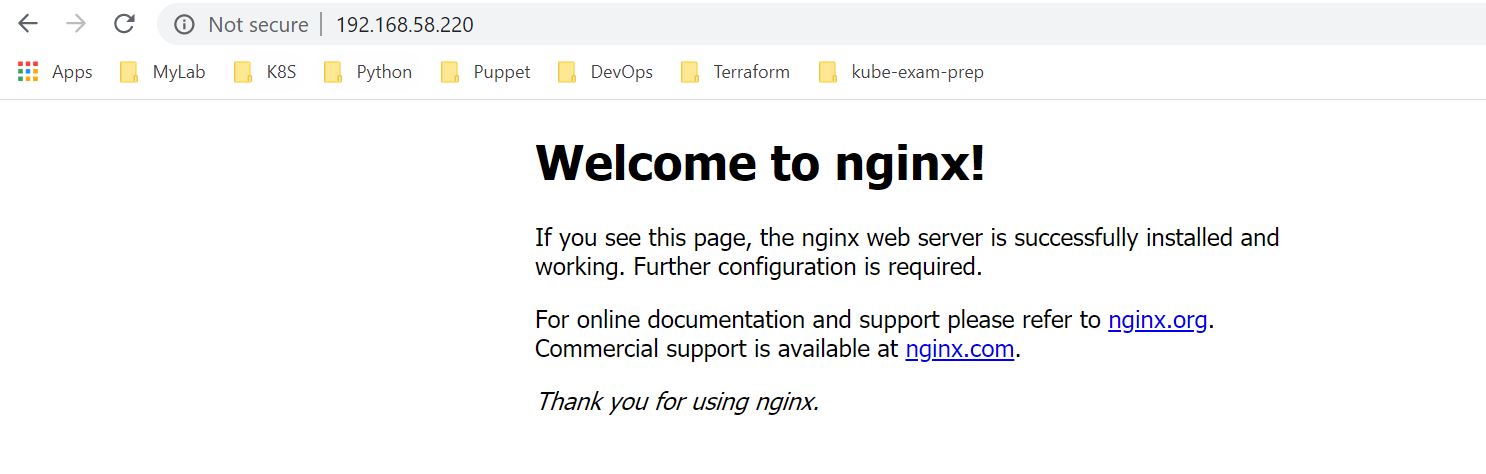 Not secure 192.168.58.220
Apps MyLab K8S Python Puppet DevOps Terraform kube-exam-prep
Welcome to nginx!
If you see this page, the nginx web server is successfully installed and
working. Further configuration is required.
For online documentation and support please refer to nginx.org.
Commercial support is available at nginx.com.
Thank you for using nginx.